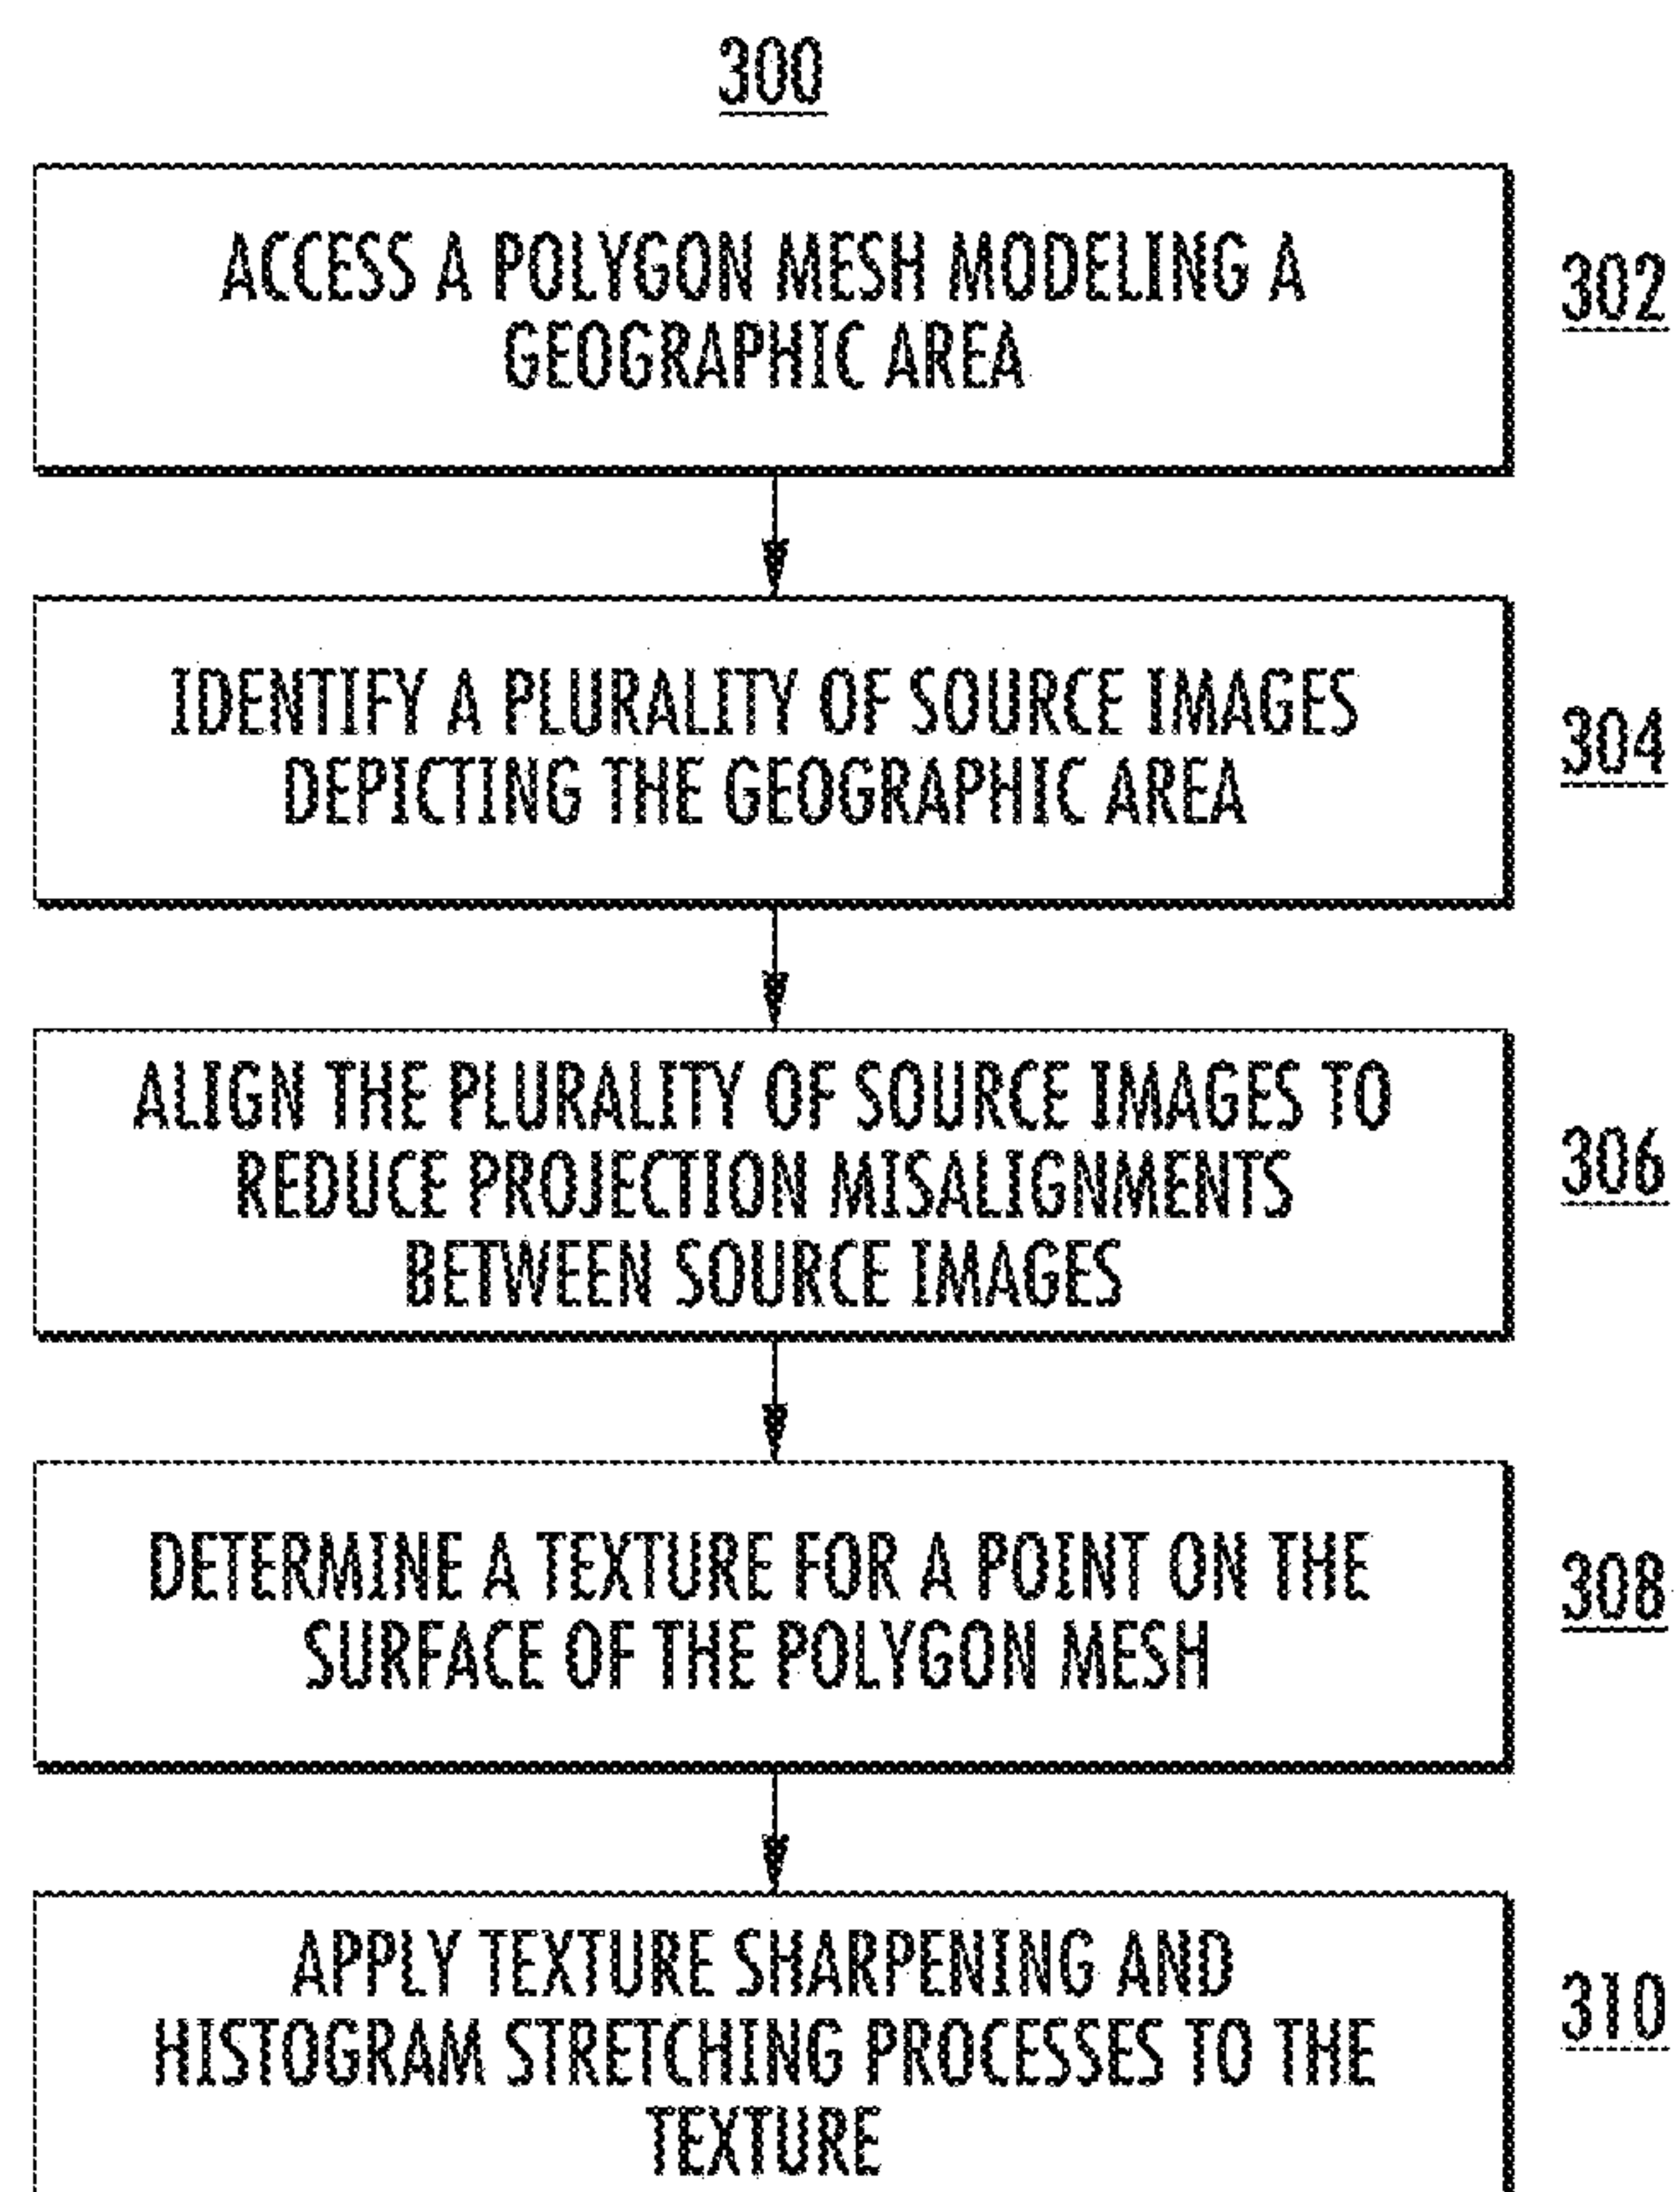 300
ACCESS A POLYGON MESH MODELING A
GEOGRAPHIC AREA
302
IDENTIFY A PLURALITY OF SOURCE IMAGES
DEPICTING THE GEOGRAPHIC AREA
304
ALIGN THE PLURALITY OF SOURCE IMAGES TO
REDUCE PROJECTION MISALIGNMENTS
BETWEEN SOURCE IMAGES
306
DETERMINE A TEXTURE FOR A POINT ON THE
SURFACE OF THE POLYGON MESH
308
APPLY TEXTURE SHARPENING AND
HISTOGRAM STRETCHING PROCESSES TO THE
TEXTURE
310